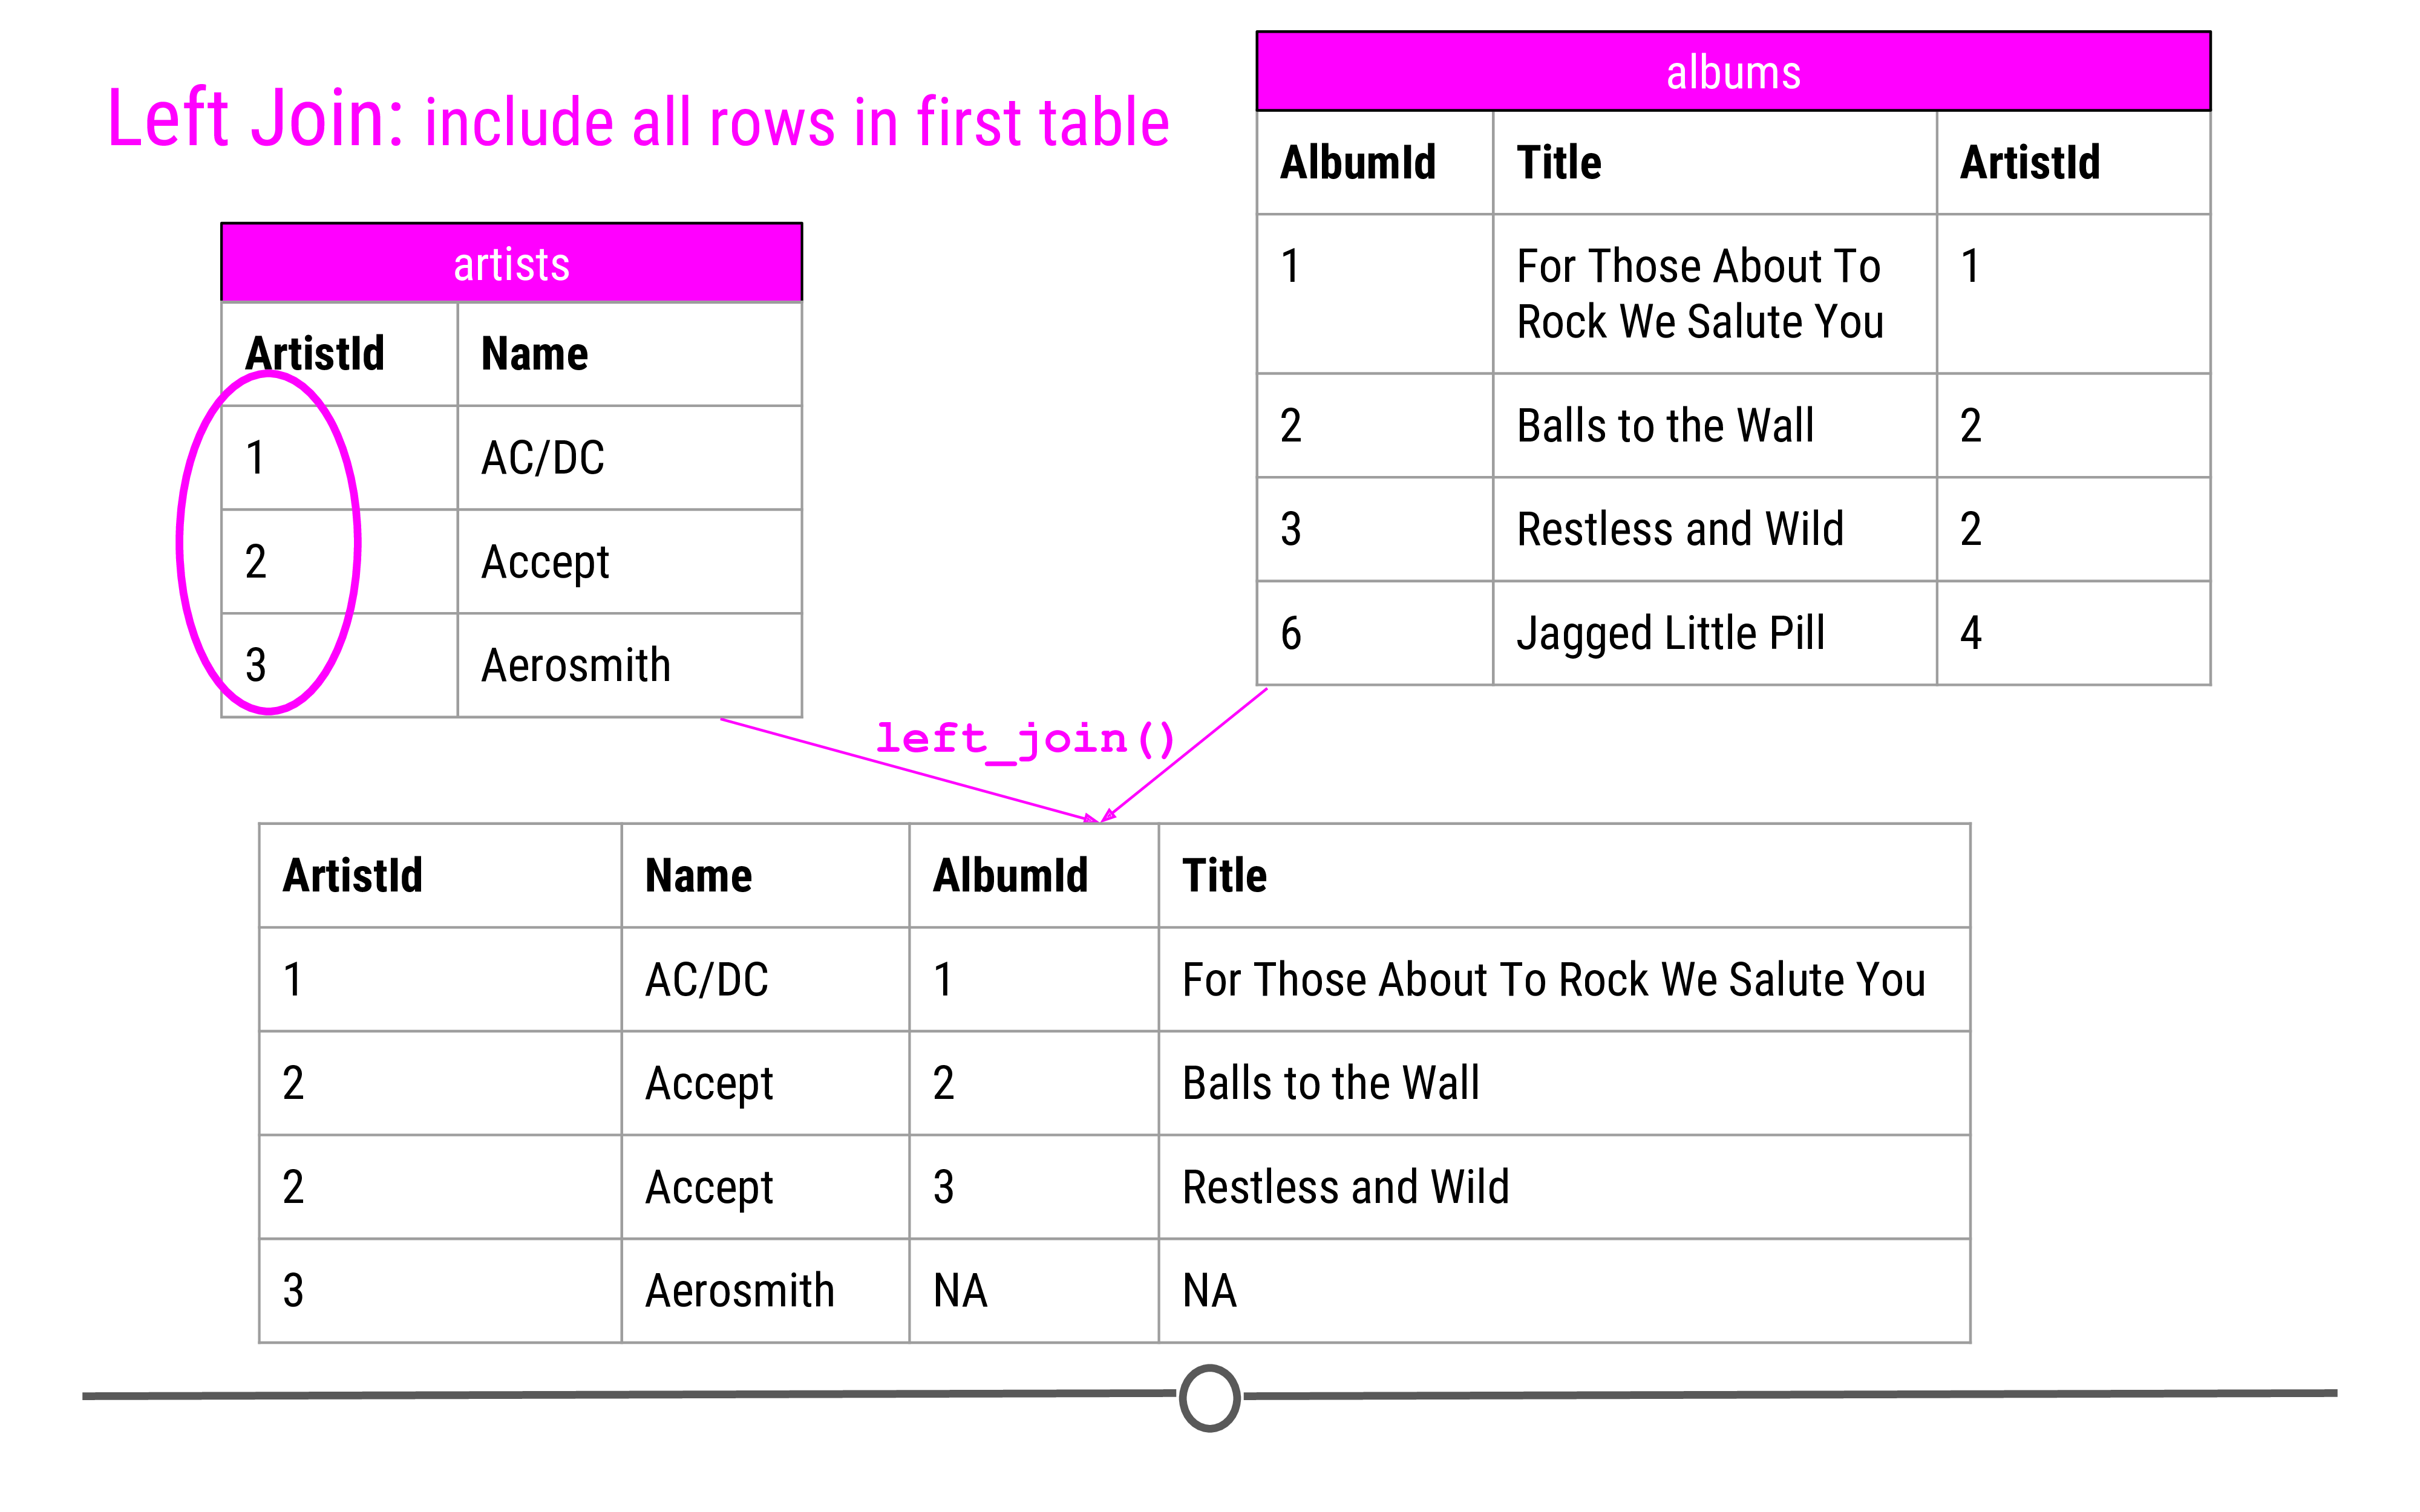 Left Join: include all rows in first table
albums
AlbumId Title ArtistId
1 For Those About To 1
Rock We Salute You
2 Balls to the Wall 2
3 Restless and Wild 2
6 Jagged Little Pill 4
artists
ArtistId Name
1 AC/DC
2 Accept
3 Aerosmith
left_join()
ArtistId Name AlbumId Title
1 AC/DC 1 For Those About To Rock We Salute You
2 Accept 2 Balls to the Wall
2 Accept 3 Restless and Wild
3 Aerosmith NA NA